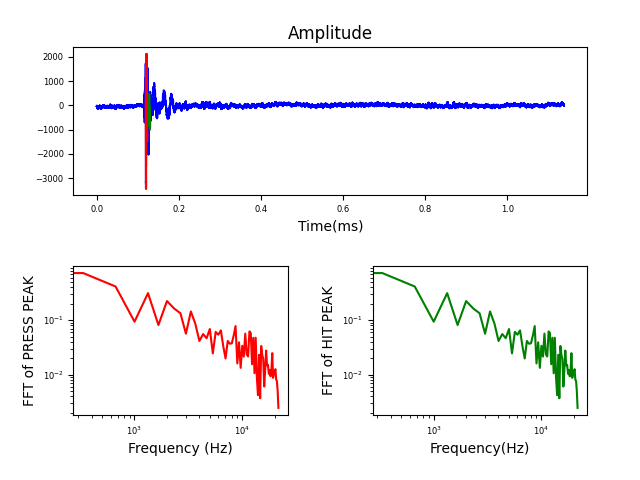 Amplitude
2000
1000
0
−1000
−2000
−3000
0.0 0.2 0.4 0.6 0.8 1.0
Time(ms)
FFT of PRESS PEAK
10⁻¹
10⁻²
10³ 10⁴
Frequency (Hz)
FFT of HIT PEAK
10⁻¹
10⁻²
10³ 10⁴
Frequency(Hz)